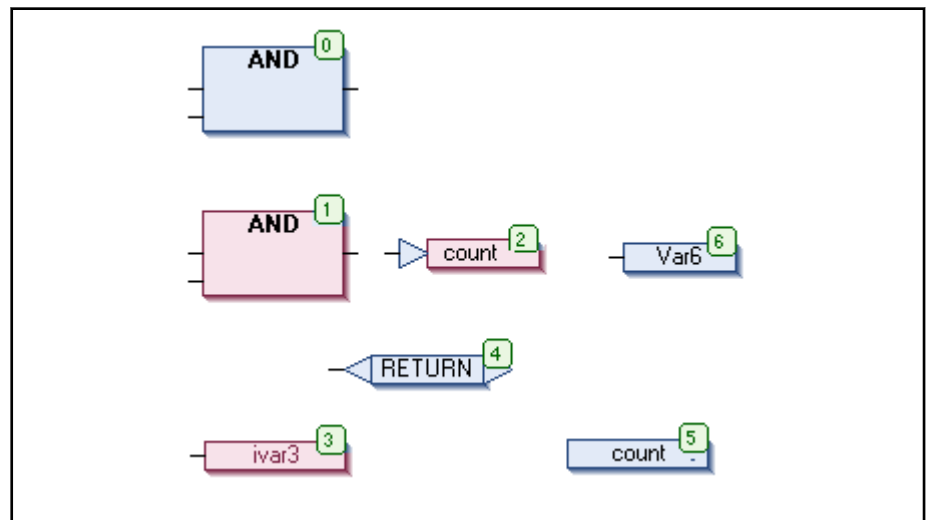 0
AND
1
AND
2
count
6
Var6
4
RETURN
3
ivar3
5
count :